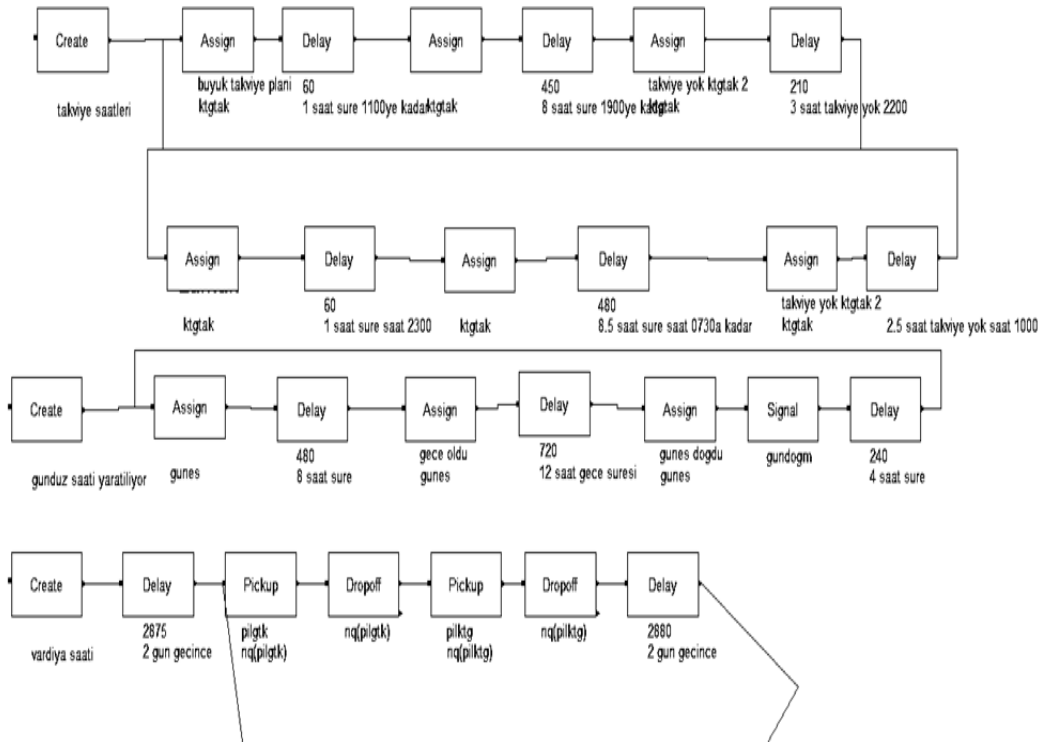 Create
Assign
Delay
Assign
Delay
Assign
Delay
takviye saatleri
buyuk takviye plani
ktgtak
60
1 saat sure 1100ye kadar
ktgtak
450
8 saat sure 1900ye kadar
takviye yok ktgtak 2
ktgtak
210
3 saat takviye yok 2200
Assign
Delay
Assign
Delay
Assign
Delay
ktgtak
60
1 saat sure saat 2300
ktgtak
480
8.5 saat sure saat 0730a kadar
takviye yok ktgtak 2
ktgtak
2.5 saat takviye yok saat 1000
Create
Assign
Delay
Assign
Delay
Assign
Signal
Delay
gunduz saati yaratiliyor
gunes
480
8 saat sure
gece oldu
gunes
720
12 saat gece suresi
gunes dogdu
gunes
gundogm
240
4 saat sure
Create
Delay
Pickup
Dropoff
Pickup
Dropoff
Delay
vardiya saati
2875
2 gun gecince
pilgtk
nq(pilgtk)
nq(pilgtk)
pilktg
nq(pilktg)
nq(pilktg)
2880
2 gun gecince